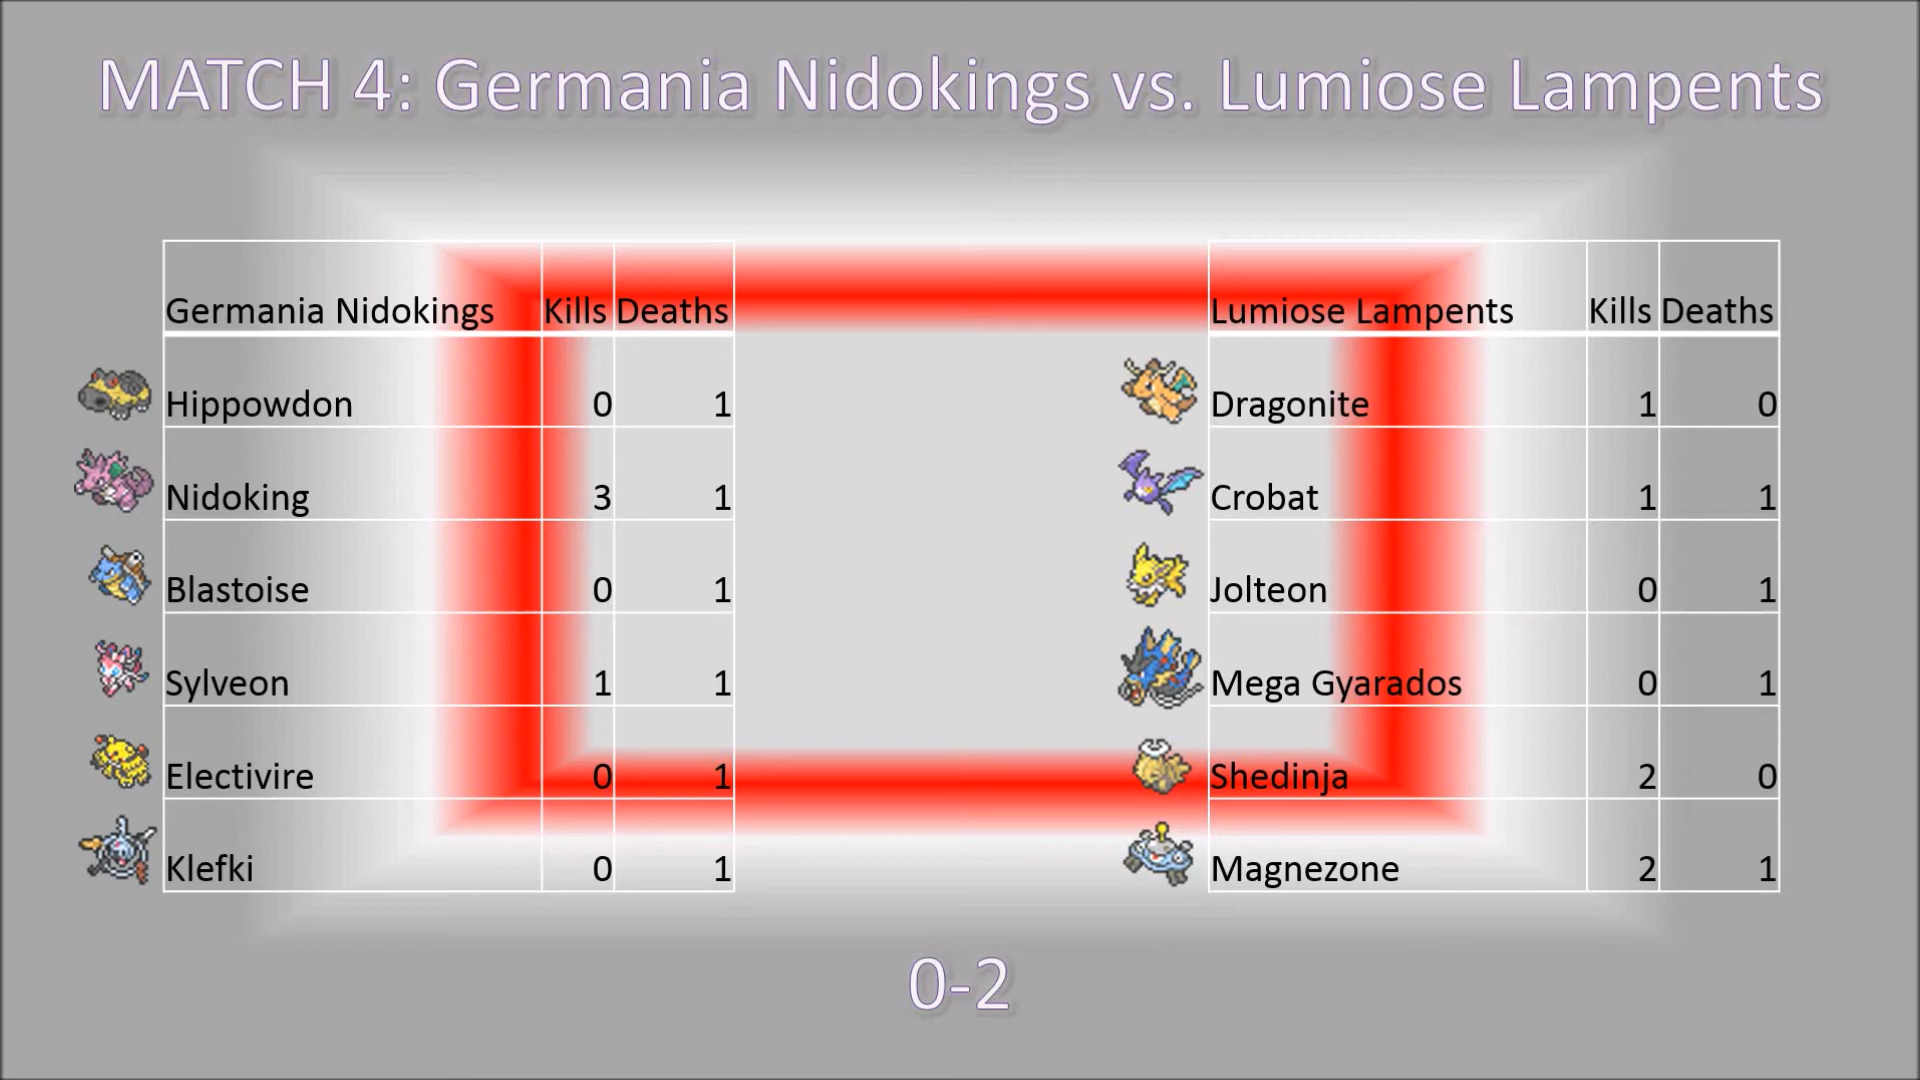 MATCH 4: Germania Nidokings vs. Lumiose Lampents
Germania Nidokings Kills Deaths
Hippowdon 0 1
Nidoking 3 1
Blastoise 0 1
Sylveon 1 1
Electivire 0 1
Klefki 0 1
Lumiose Lampents Kills Deaths
Dragonite 1 0
Crobat 1 1
Jolteon 0 1
Mega Gyarados 0 1
Shedinja 2 0
Magnezone 2 1
0-2